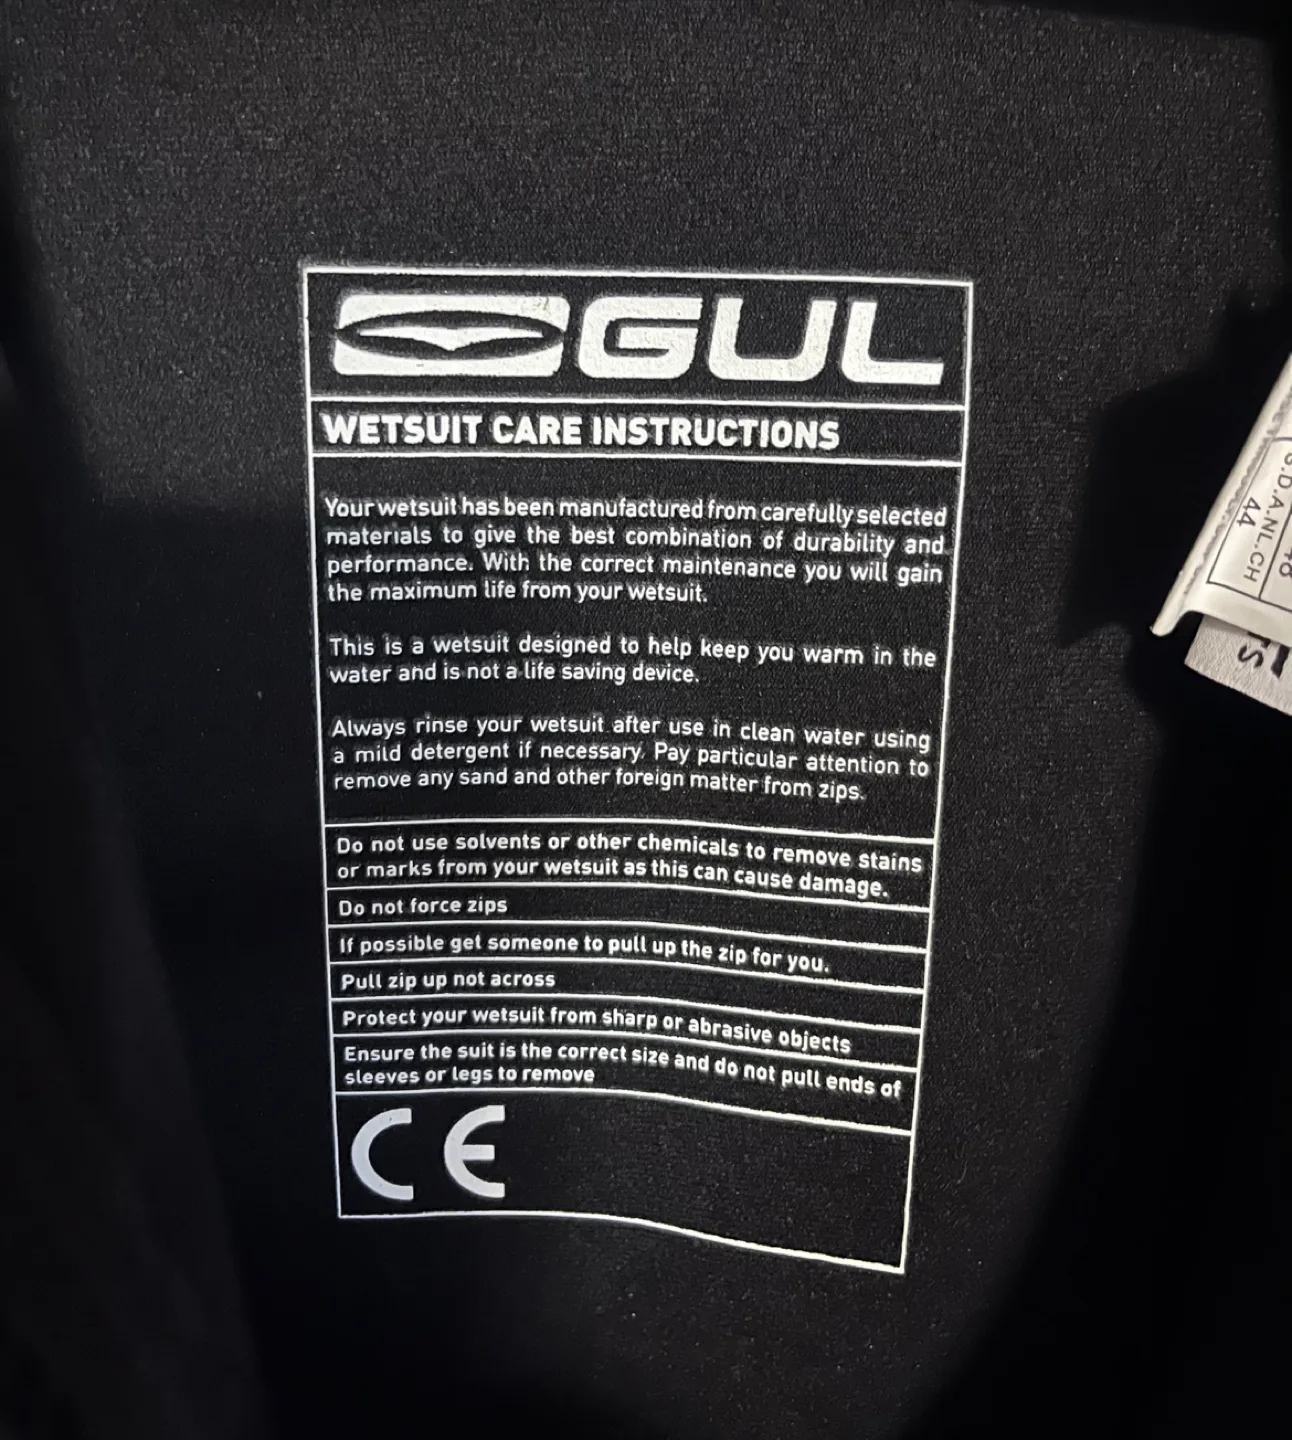 GUL
WETSUIT CARE INSTRUCTIONS
Your wetsuit has been manufactured from carefully selected
materials to give the best combination of durability and
performance. With the correct maintenance you will gain
the maximum life from your wetsuit.
This is a wetsuit designed to help keep you warm in the
water and is not a life saving device.
Always rinse your wetsuit after use in clean water using
a mild detergent if necessary. Pay particular attention to
remove any sand and other foreign matter from zips.
Do not use solvents or other chemicals to remove stains
or marks from your wetsuit as this can cause damage.
Do not force zips
If possible get someone to pull up the zip for you.
Pull zip up not across
Protect your wetsuit from sharp or abrasive objects
Ensure the suit is the correct size and do not pull ends of
sleeves or legs to remove
CE
D.A.NL.CH
44
48